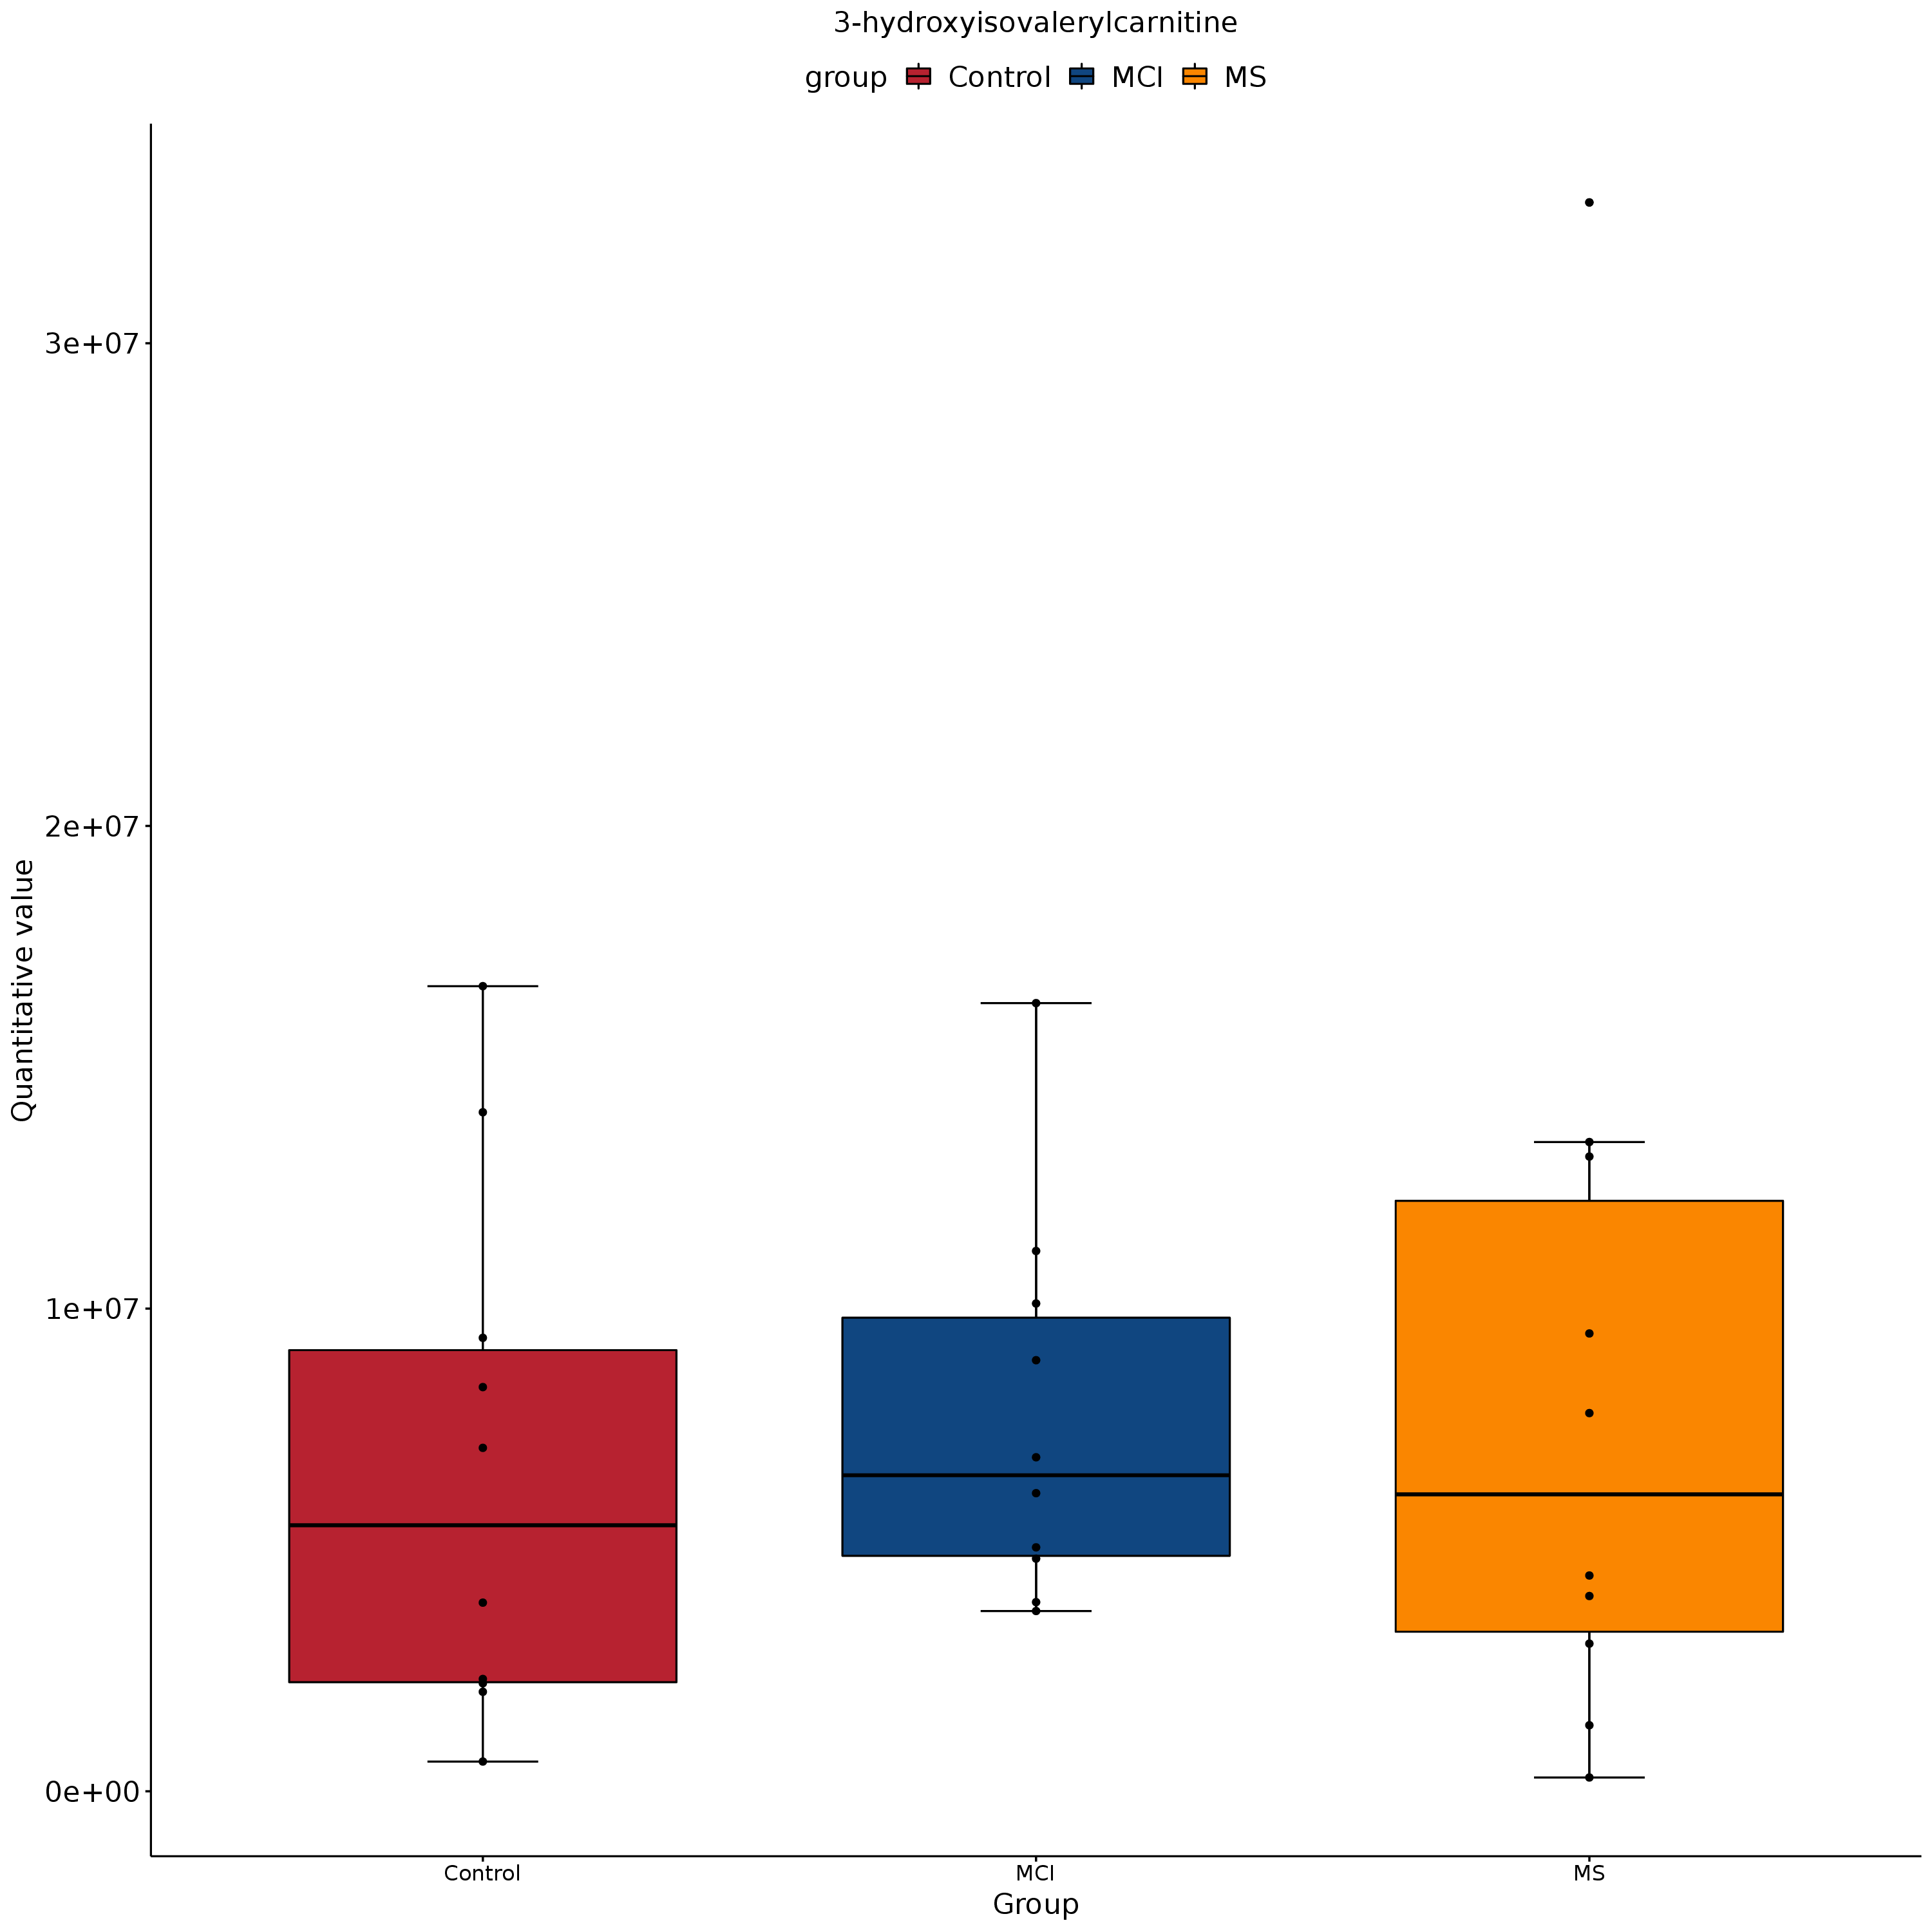 3-hydroxyisovalerylcarnitine
group Control MCI MS
3e+07
2e+07
1e+07
0e+00
Quantitative value
Control MCI MS
Group